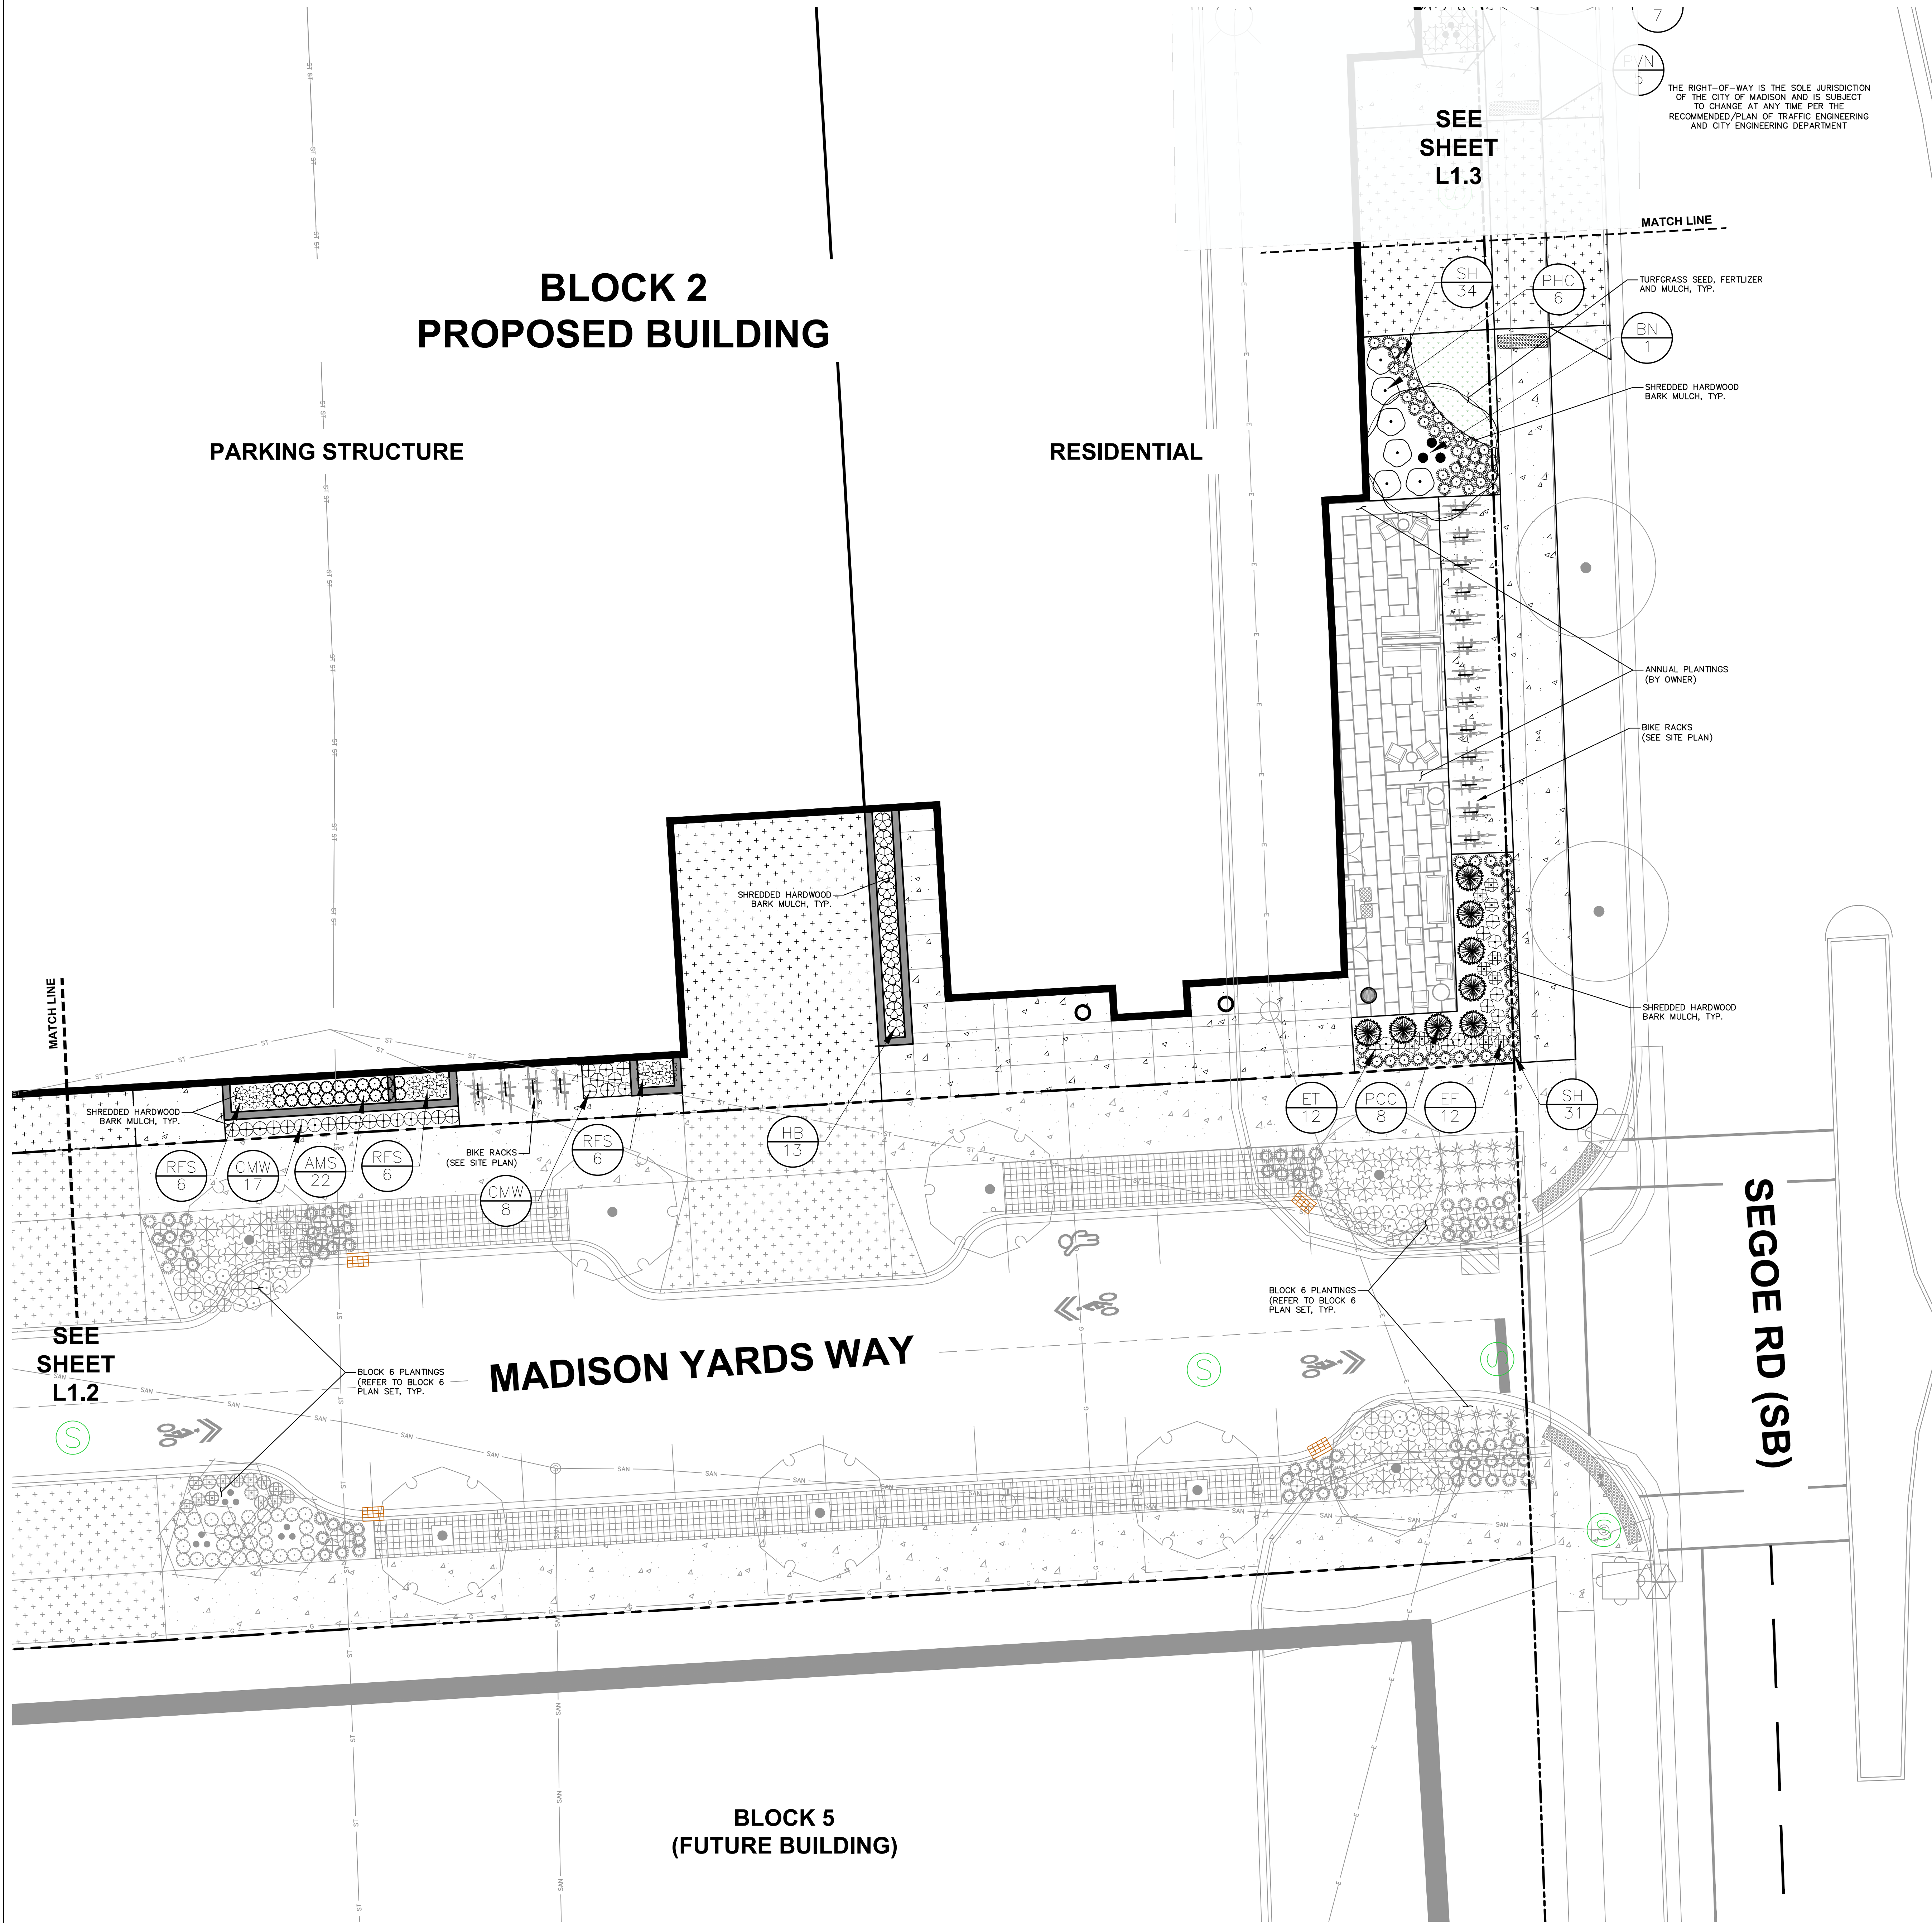 7
THE RIGHT-OF-WAY IS THE SOLE JURISDICTION
OF THE CITY OF MADISON AND IS SUBJECT
TO CHANGE AT ANY TIME PER THE
RECOMMENDED/PLAN OF TRAFFIC ENGINEERING
AND CITY ENGINEERING DEPARTMENT
SEE
SHEET
L1.3
MATCH LINE
BLOCK 2
PROPOSED BUILDING
SH
34
PHC
6
TURFGRASS SEED, FERTLIZER
AND MULCH, TYP.
BN
1
SHREDDED HARDWOOD
BARK MULCH, TYP.
PARKING STRUCTURE
RESIDENTIAL
ANNUAL PLANTINGS
(BY OWNER)
BIKE RACKS
(SEE SITE PLAN)
SHREDDED HARDWOOD
BARK MULCH, TYP.
SHREDDED HARDWOOD
BARK MULCH, TYP.
MATCH LINE
SHREDDED HARDWOOD
BARK MULCH, TYP.
RFS
6
CMW
17
AMS
22
RFS
6
BIKE RACKS
(SEE SITE PLAN)
CMW
8
RFS
6
HB
13
ET
12
PCC
8
EF
12
SH
31
SEE
SHEET
L1.2
BLOCK 6 PLANTINGS
(REFER TO BLOCK 6
PLAN SET, TYP.
MADISON YARDS WAY
BLOCK 6 PLANTINGS
(REFER TO BLOCK 6
PLAN SET, TYP.
SEGOE RD (SB)
BLOCK 5
(FUTURE BUILDING)